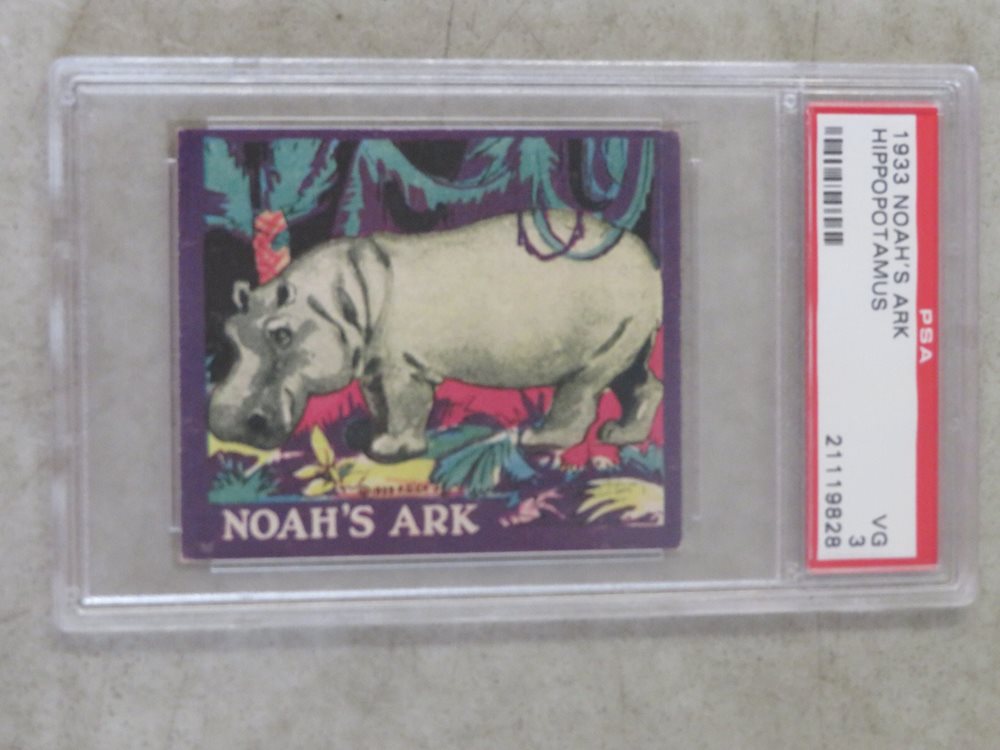 NOAH'S ARK
PSA
1933 NOAH'S ARK
HIPPOPOTAMUS
VG
3
21119828